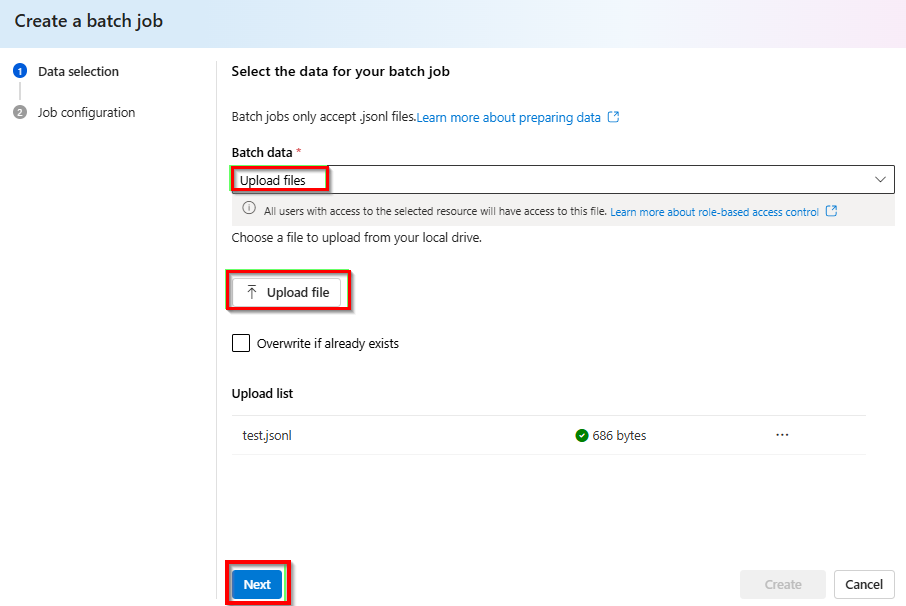 Create a batch job
1 Data selection
2 Job configuration
Select the data for your batch job
Batch jobs only accept .jsonl files.Learn more about preparing data
Batch data *
Upload files
All users with access to the selected resource will have access to this file. Learn more about role-based access control
Choose a file to upload from your local drive.
Upload file
Overwrite if already exists
Upload list
test.jsonl 686 bytes ...
Next Create Cancel